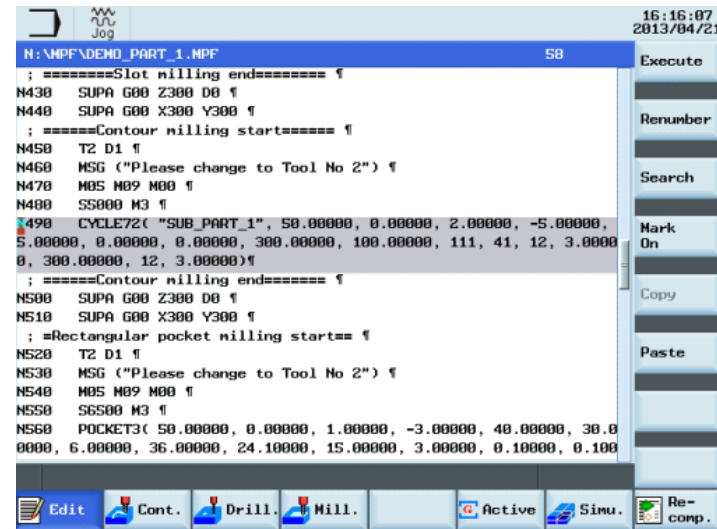 Jog
16:16:07
2013/04/21
N:\MPF\DEMO_PART_1.MPF 58
; ========Slot milling end======== ¶
N430 SUPA G00 Z300 D0 ¶
N440 SUPA G00 X300 Y300 ¶
; ======Contour milling start====== ¶
N450 T2 D1 ¶
N460 MSG ("Please change to Tool No 2") ¶
N470 M05 M09 M00 ¶
N480 S5000 M3 ¶
N490 CYCLE72( "SUB_PART_1", 50.00000, 0.00000, 2.00000, -5.00000,
5.00000, 0.00000, 0.00000, 300.00000, 100.00000, 111, 41, 12, 3.0000
0, 300.00000, 12, 3.00000)¶
; ======Contour milling end======= ¶
N500 SUPA G00 Z300 D0 ¶
N510 SUPA G00 X300 Y300 ¶
; =Rectangular pocket milling start== ¶
N520 T2 D1 ¶
N530 MSG ("Please change to Tool No 2") ¶
N540 M05 M09 M00 ¶
N550 S6500 M3 ¶
N560 POCKET3( 50.00000, 0.00000, 1.00000, -3.00000, 40.00000, 30.0
0000, 6.00000, 36.00000, 24.10000, 15.00000, 3.00000, 0.10000, 0.100
Execute
Renumber
Search
Mark
On
Copy
Paste
Edit
Cont.
Drill.
Mill.
G Active
Simu.
Re-
comp.